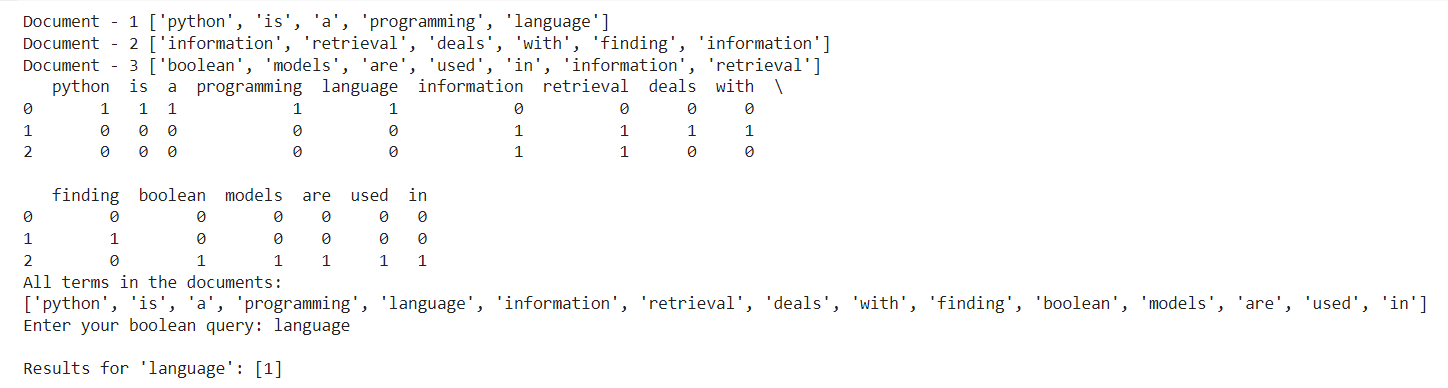 Document - 1 ['python', 'is', 'a', 'programming', 'language']
Document - 2 ['information', 'retrieval', 'deals', 'with', 'finding', 'information']
Document - 3 ['boolean', 'models', 'are', 'used', 'in', 'information', 'retrieval']
   python  is  a  programming  language  information  retrieval  deals  with  \
0       1   1  1            1         1            0          0      0     0
1       0   0  0            0         0            1          1      1     1
2       0   0  0            0         0            1          1      0     0

   finding  boolean  models  are  used  in
0        0        0       0    0     0   0
1        1        0       0    0     0   0
2        0        1       1    1     1   1
All terms in the documents:
['python', 'is', 'a', 'programming', 'language', 'information', 'retrieval', 'deals', 'with', 'finding', 'boolean', 'models', 'are', 'used', 'in']
Enter your boolean query: language

Results for 'language': [1]